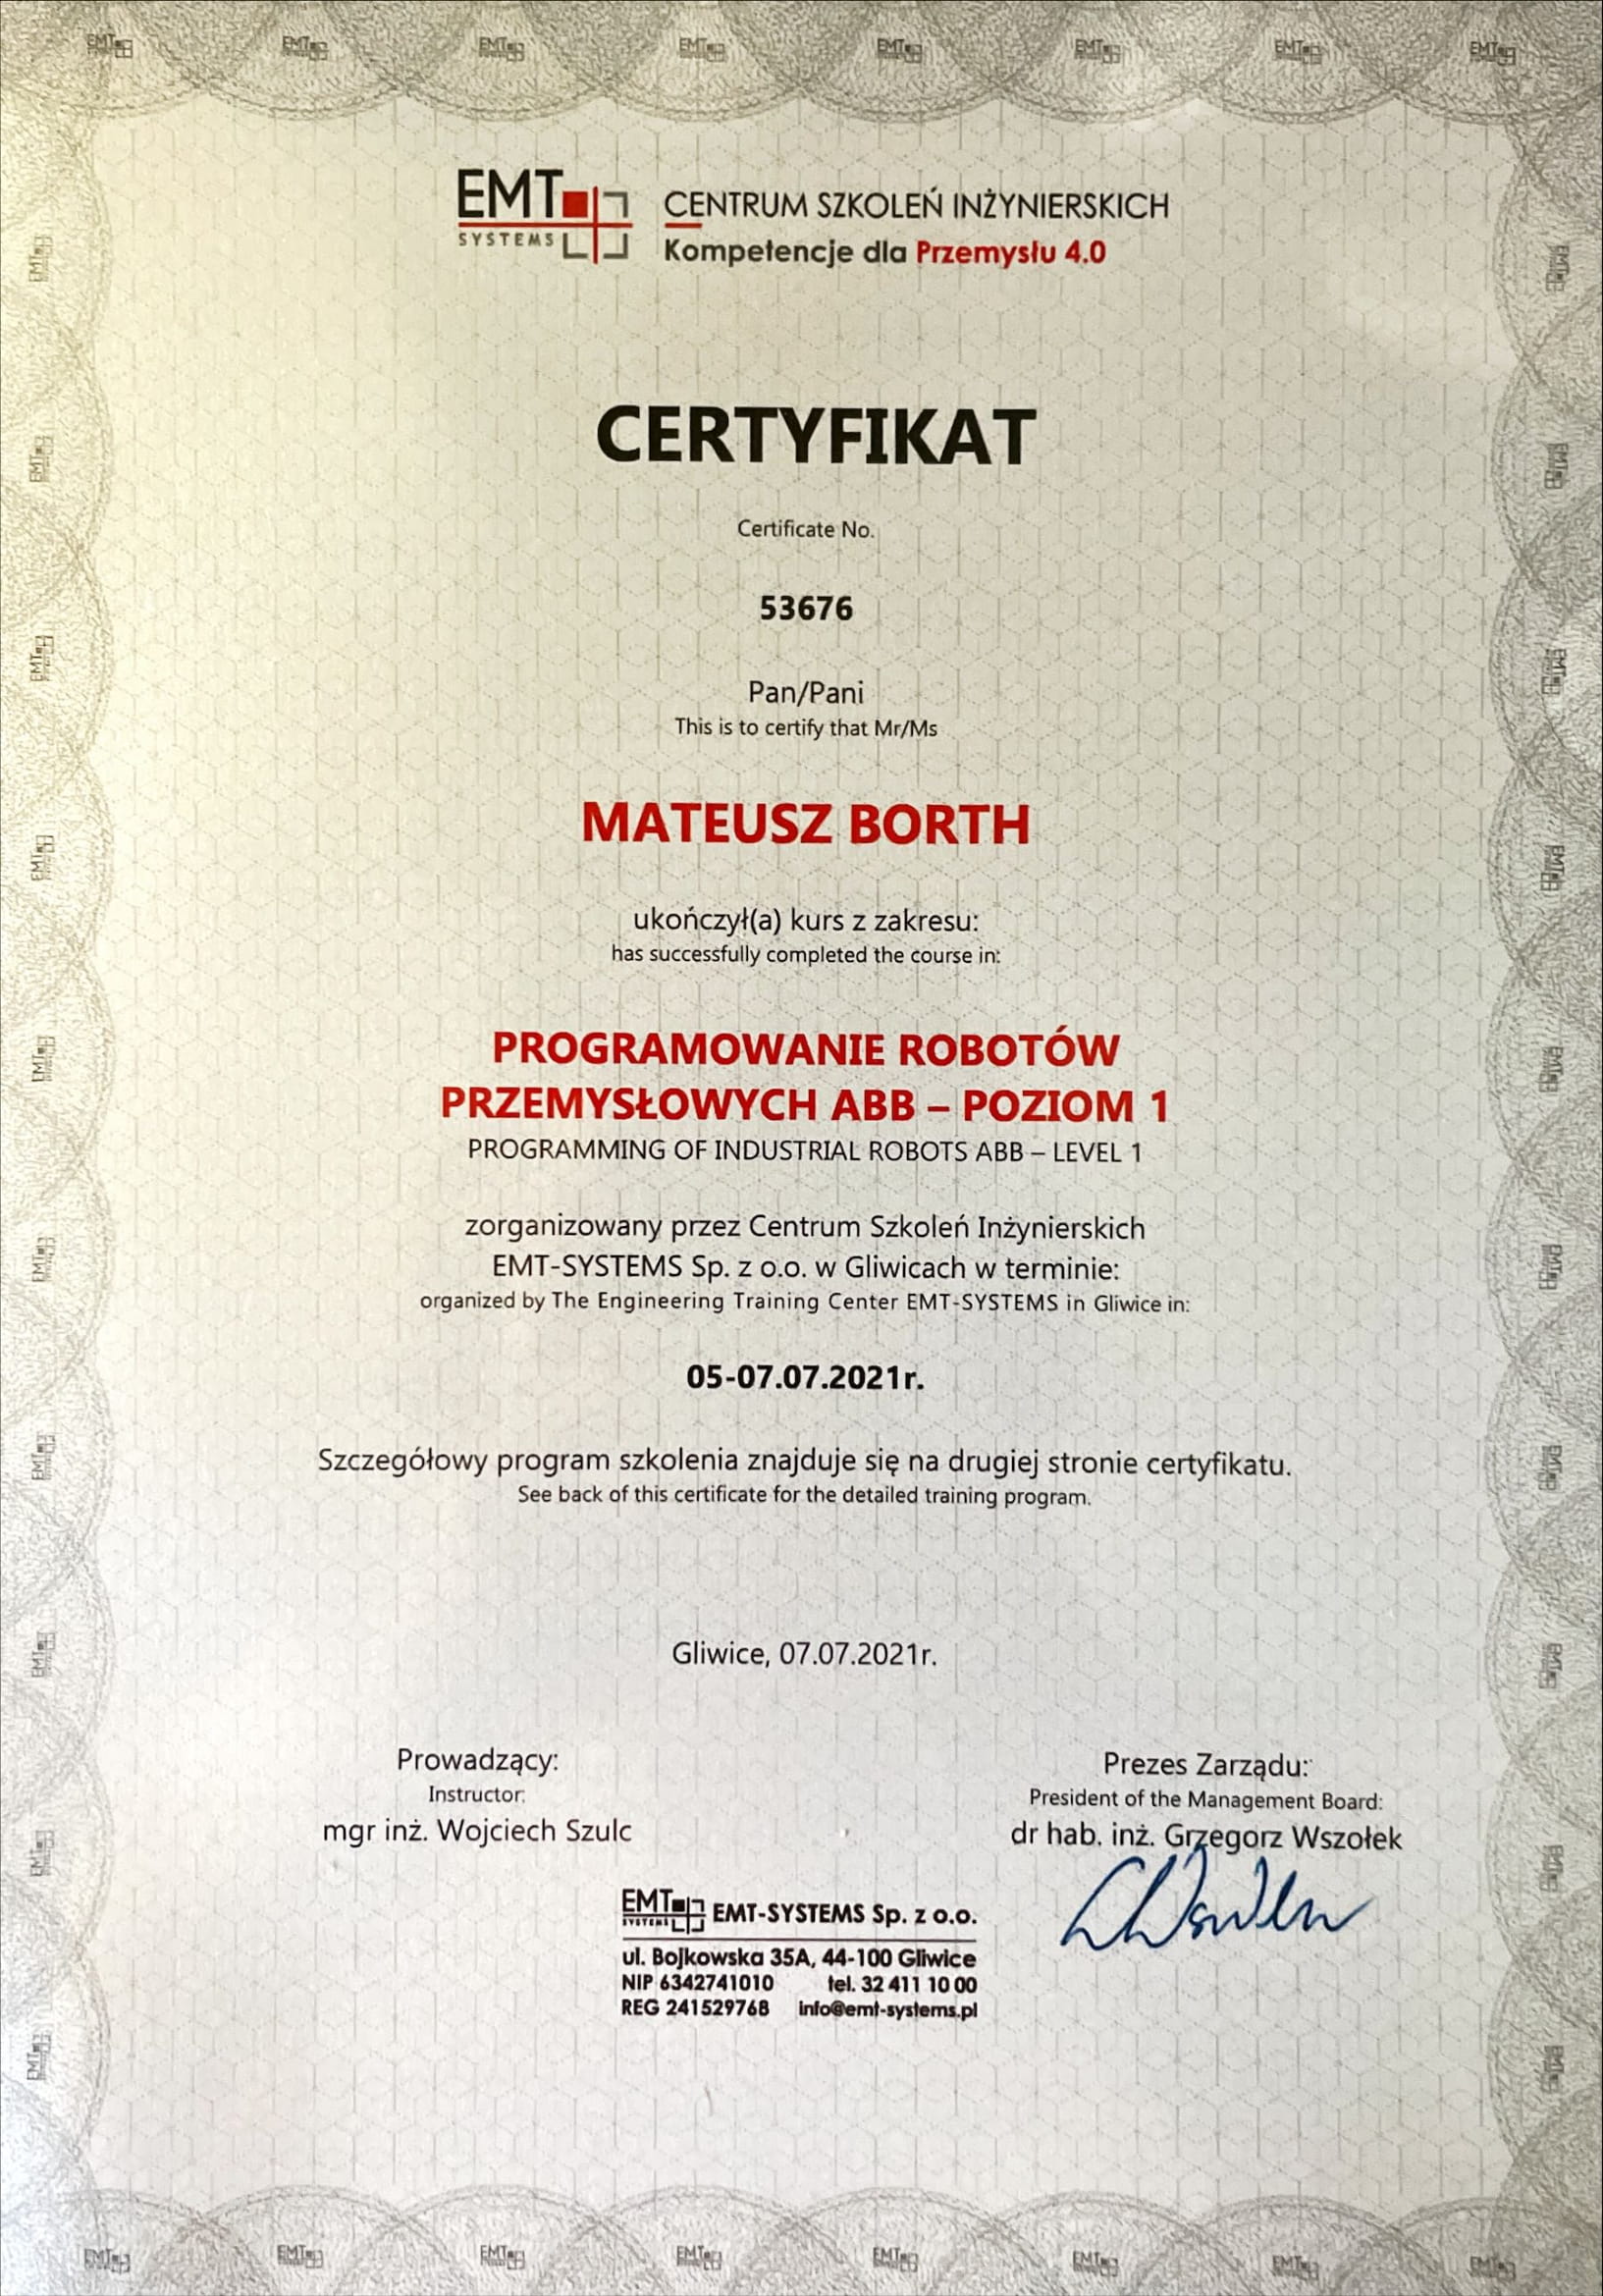 EMT SYSTEMS
CENTRUM SZKOLEŃ INŻYNIERSKICH
Kompetencje dla Przemysłu 4.0
CERTYFIKAT
Certificate No.
53676
Pan/Pani
This is to certify that Mr/Ms
MATEUSZ BORTH
ukończył(a) kurs z zakresu:
has successfully completed the course in:
PROGRAMOWANIE ROBOTÓW
PRZEMYSŁOWYCH ABB – POZIOM 1
PROGRAMMING OF INDUSTRIAL ROBOTS ABB – LEVEL 1
zorganizowany przez Centrum Szkoleń Inżynierskich
EMT-SYSTEMS Sp. z o.o. w Gliwicach w terminie:
organized by The Engineering Training Center EMT-SYSTEMS in Gliwice in:
05-07.07.2021r.
Szczegółowy program szkolenia znajduje się na drugiej stronie certyfikatu.
See back of this certificate for the detailed training program.
Gliwice, 07.07.2021r.
Prowadzący:
Instructor:
mgr inż. Wojciech Szulc
Prezes Zarządu:
President of the Management Board:
dr hab. inż. Grzegorz Wszołek
EMT SYSTEMS EMT-SYSTEMS Sp. z o.o.
ul. Bojkowska 35A, 44-100 Gliwice
NIP 6342741010 tel. 32 411 10 00
REG 241529768 info@emt-systems.pl